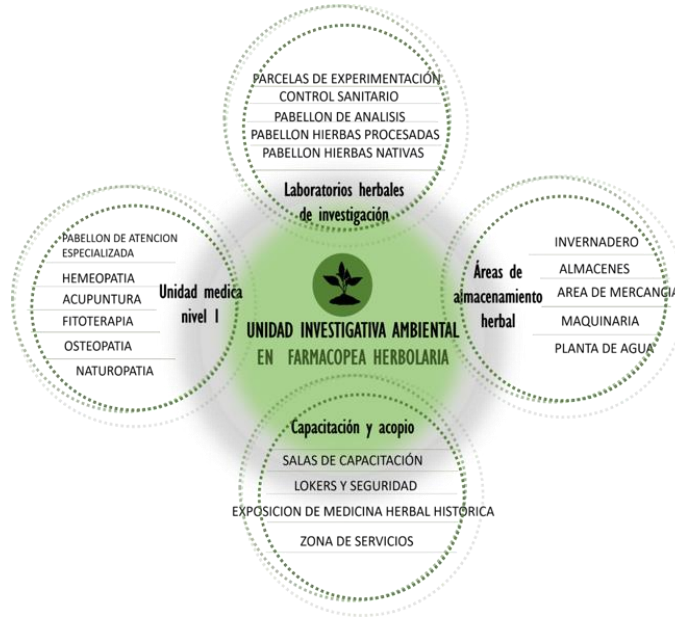 PARCELAS DE EXPERIMENTACIÓN
CONTROL SANITARIO
PABELLON DE ANALISIS
PABELLON HIERBAS PROCESADAS
PABELLON HIERBAS NATIVAS
Laboratorios herbales
de investigación
PABELLON DE ATENCION
ESPECIALIZADA
HEMEOPATIA
ACUPUNTURA
FITOTERAPIA
OSTEOPATIA
NATUROPATIA
Unidad medica
nivel I
UNIDAD INVESTIGATIVA AMBIENTAL
EN FARMACOPEA HERBOLARIA
Áreas de
almacenamiento
herbal
INVERNADERO
ALMACENES
AREA DE MERCANCIA
MAQUINARIA
PLANTA DE AGUA
Capacitación y acopio
SALAS DE CAPACITACIÓN
LOKERS Y SEGURIDAD
EXPOSICION DE MEDICINA HERBAL HISTÓRICA
ZONA DE SERVICIOS